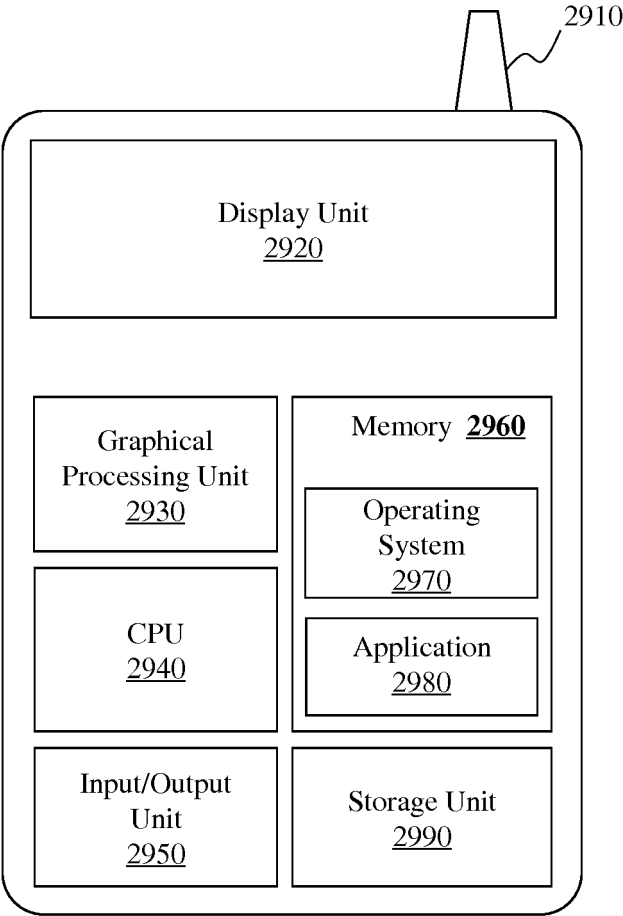 2910
Display Unit
2920
Graphical
Processing Unit
2930
CPU
2940
Input/Output
Unit
2950
Memory 2960
Operating
System
2970
Application
2980
Storage Unit
2990